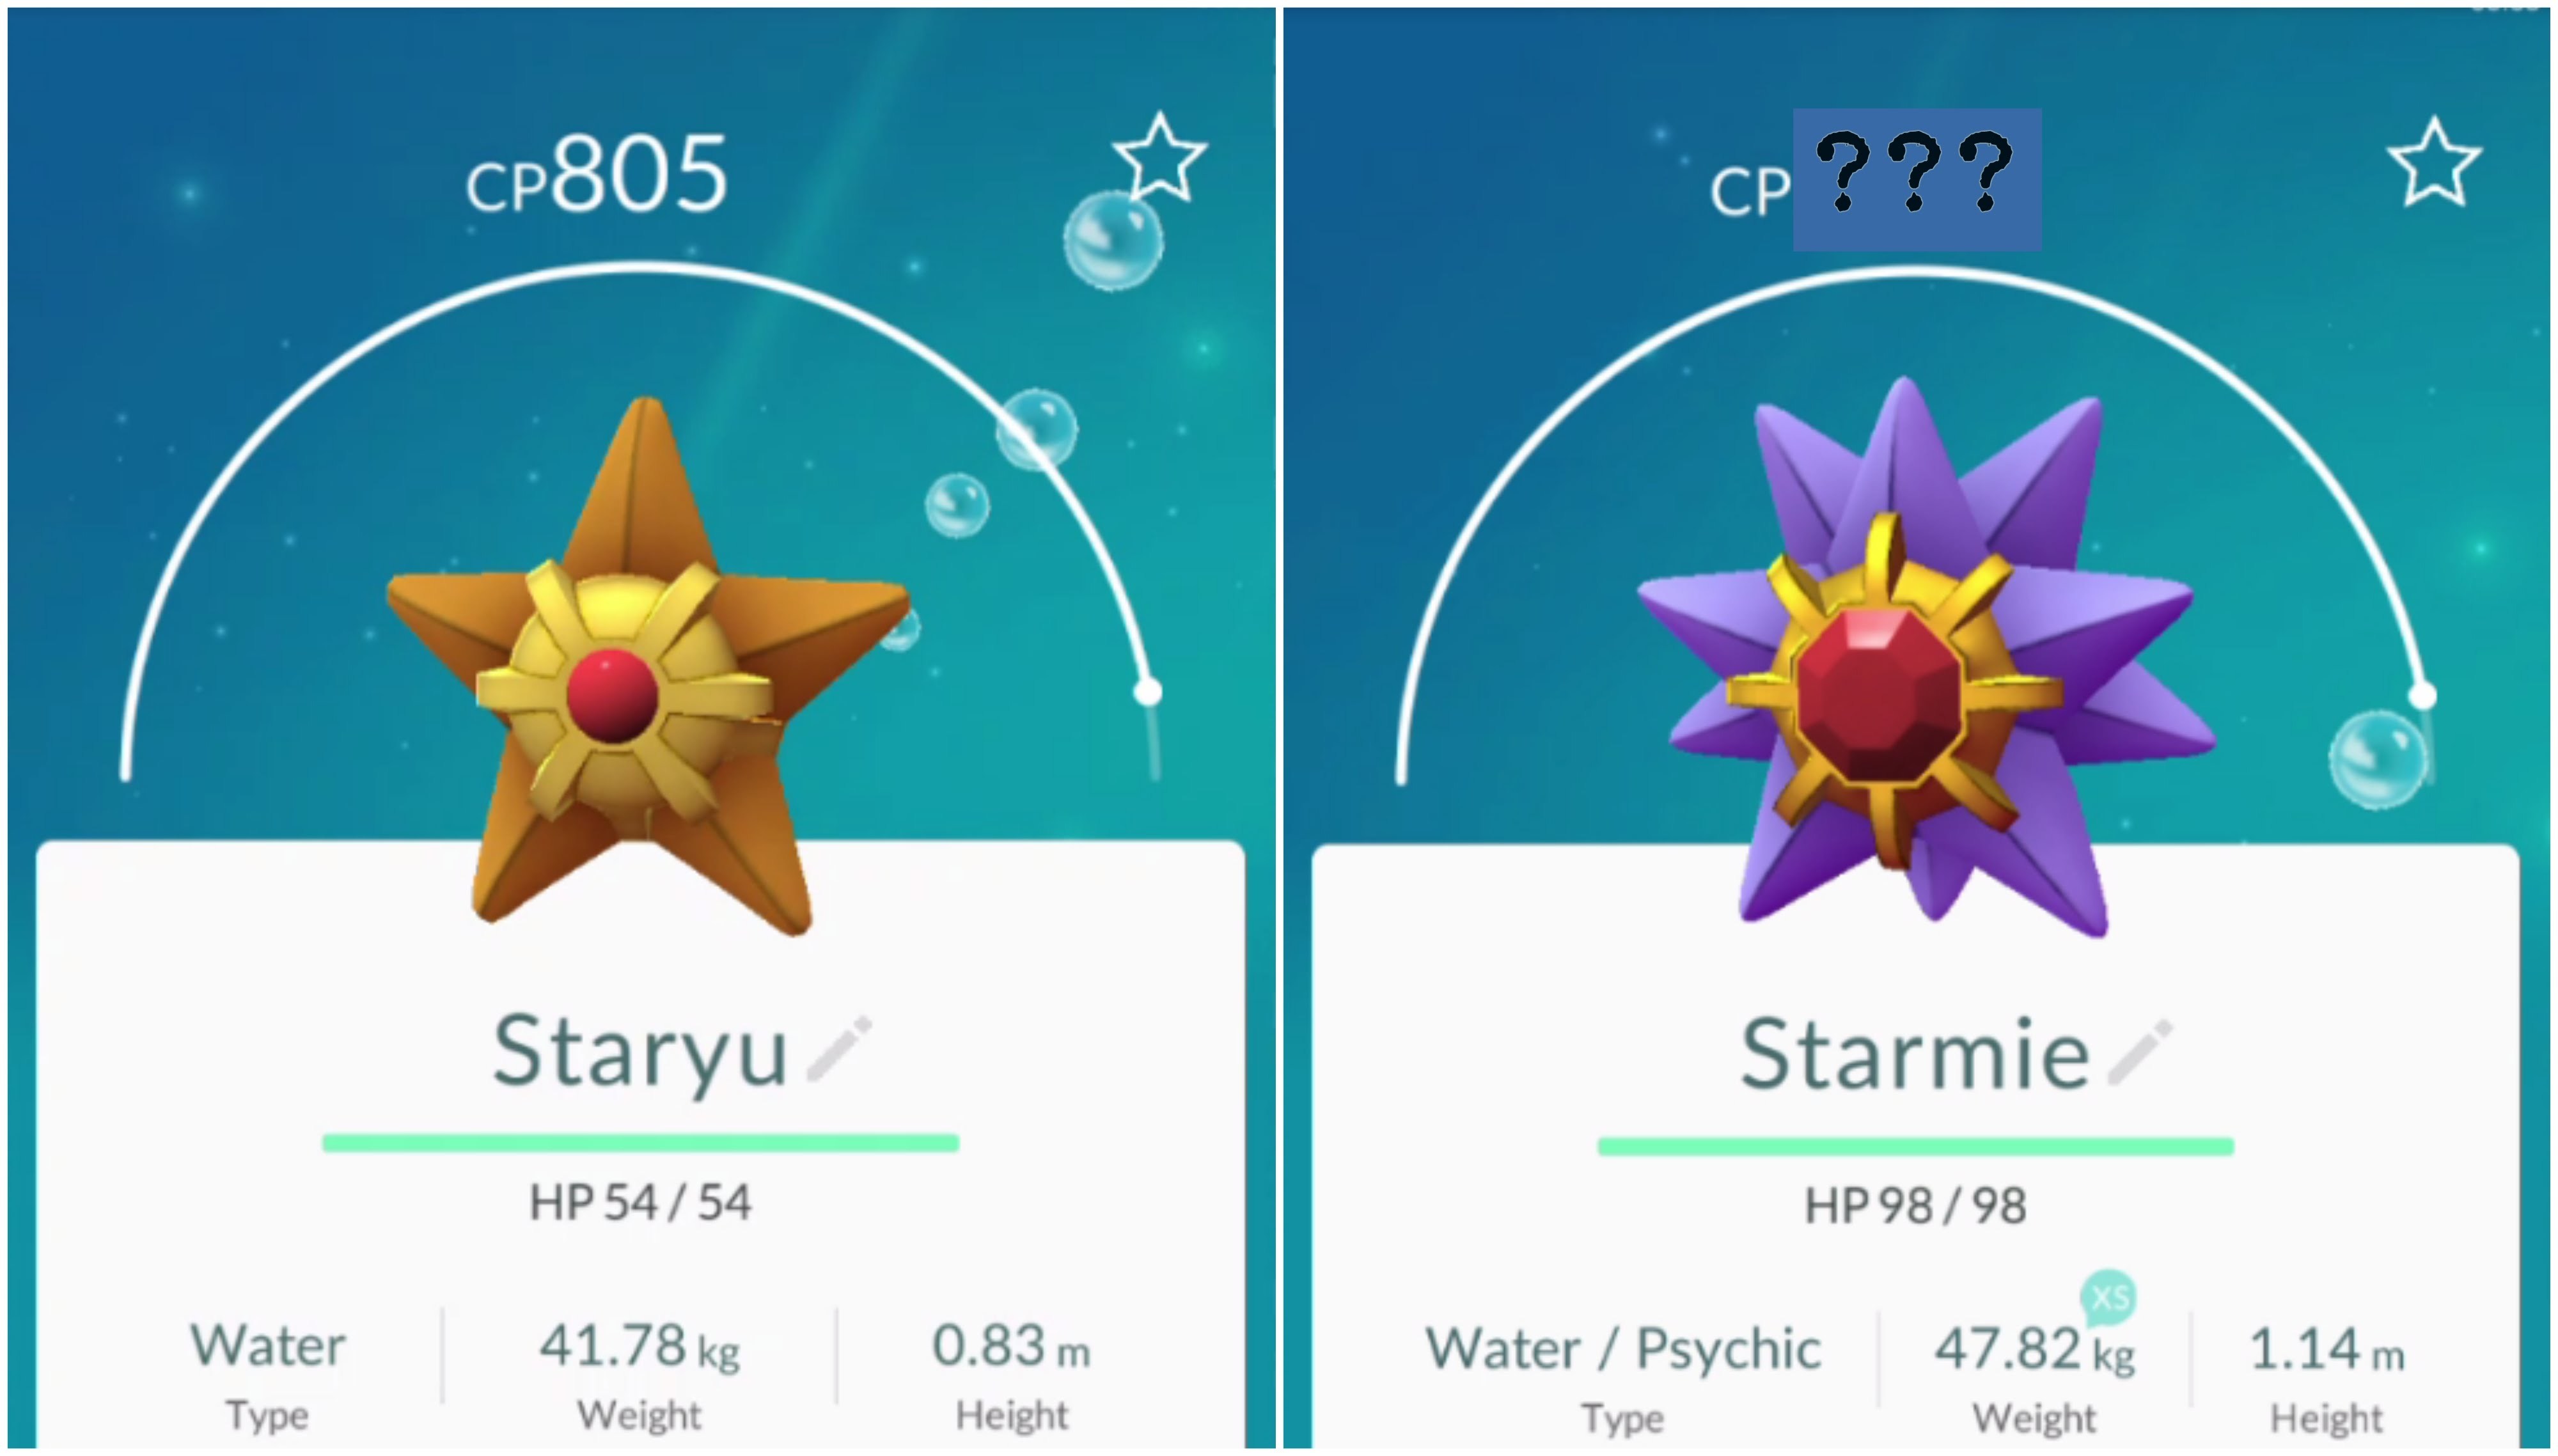 CP805
Staryu
HP 54 / 54
Water
41.78 kg
0.83 m
Type
Weight
Height
CP ???
Starmie
HP 98 / 98
XS
Water / Psychic
47.82 kg
1.14 m
Type
Weight
Height